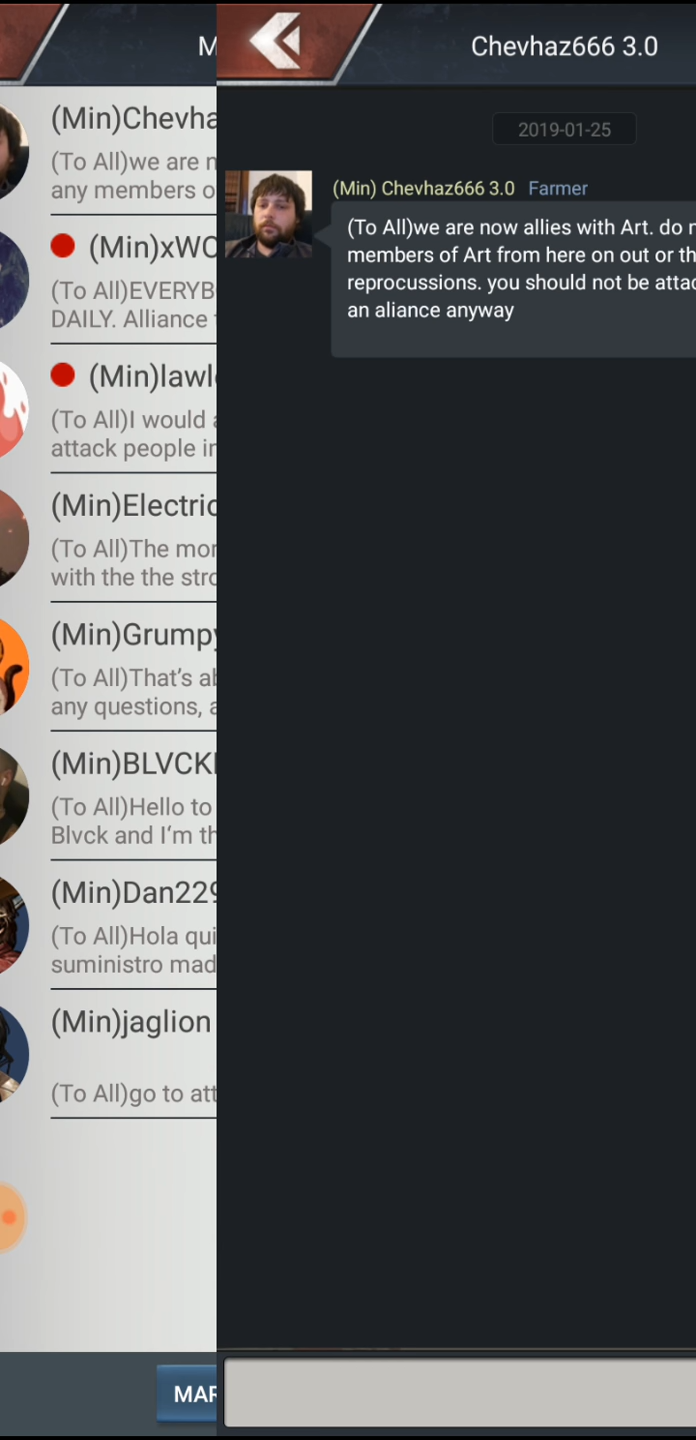 M
(Min)Chevha
(To All)we are n
any members o
(Min)xWC
(To All)EVERYB
DAILY. Alliance
(Min)lawl
(To All)I would a
attack people in
(Min)Electric
(To All)The mor
with the the stro
(Min)Grumpy
(To All)That's ab
any questions, a
(Min)BLVCK
(To All)Hello to
Blvck and I'm th
(Min)Dan229
(To All)Hola qui
suministro mad
(Min)jaglion
(To All)go to att
MAR
Chevhaz666 3.0
2019-01-25
(Min) Chevhaz666 3.0 Farmer
(To All)we are now allies with Art. do n
members of Art from here on out or th
reprocussions. you should not be attac
an aliance anyway